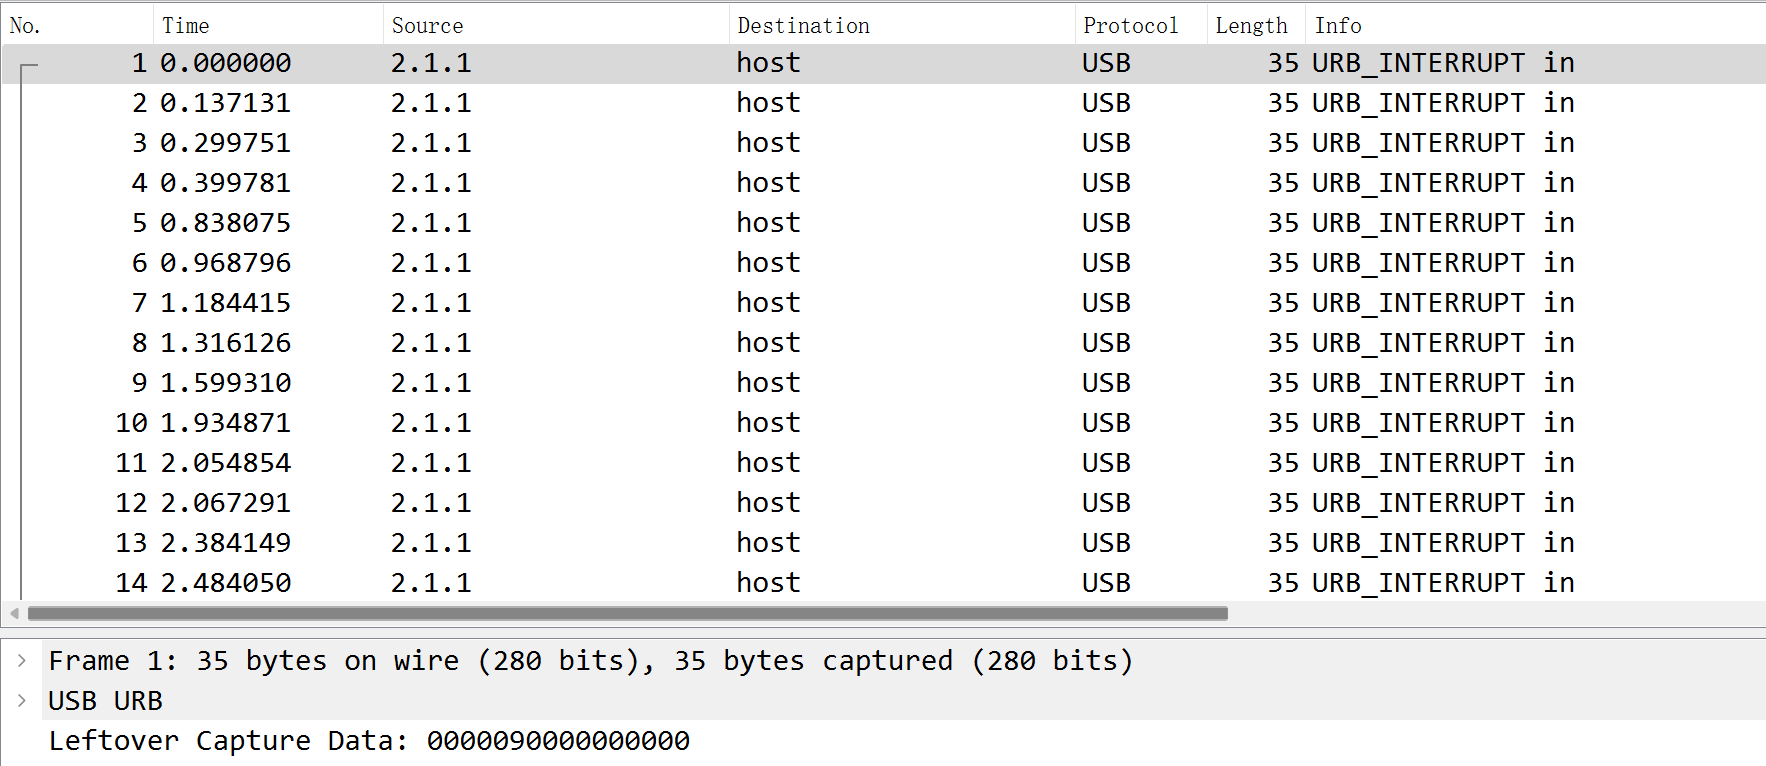 No. Time Source Destination Protocol Length Info
1 0.000000 2.1.1 host USB 35 URB_INTERRUPT in
2 0.137131 2.1.1 host USB 35 URB_INTERRUPT in
3 0.299751 2.1.1 host USB 35 URB_INTERRUPT in
4 0.399781 2.1.1 host USB 35 URB_INTERRUPT in
5 0.838075 2.1.1 host USB 35 URB_INTERRUPT in
6 0.968796 2.1.1 host USB 35 URB_INTERRUPT in
7 1.184415 2.1.1 host USB 35 URB_INTERRUPT in
8 1.316126 2.1.1 host USB 35 URB_INTERRUPT in
9 1.599310 2.1.1 host USB 35 URB_INTERRUPT in
10 1.934871 2.1.1 host USB 35 URB_INTERRUPT in
11 2.054854 2.1.1 host USB 35 URB_INTERRUPT in
12 2.067291 2.1.1 host USB 35 URB_INTERRUPT in
13 2.384149 2.1.1 host USB 35 URB_INTERRUPT in
14 2.484050 2.1.1 host USB 35 URB_INTERRUPT in
Frame 1: 35 bytes on wire (280 bits), 35 bytes captured (280 bits)
USB URB
Leftover Capture Data: 0000090000000000